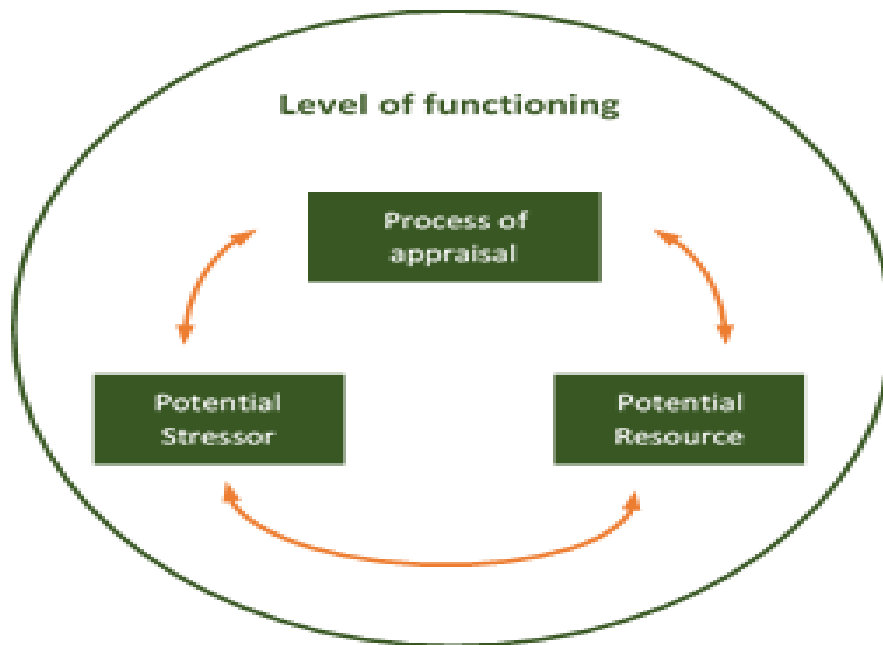 Level of functioning
Process of
appraisal
Potential
Stressor
Potential
Resource